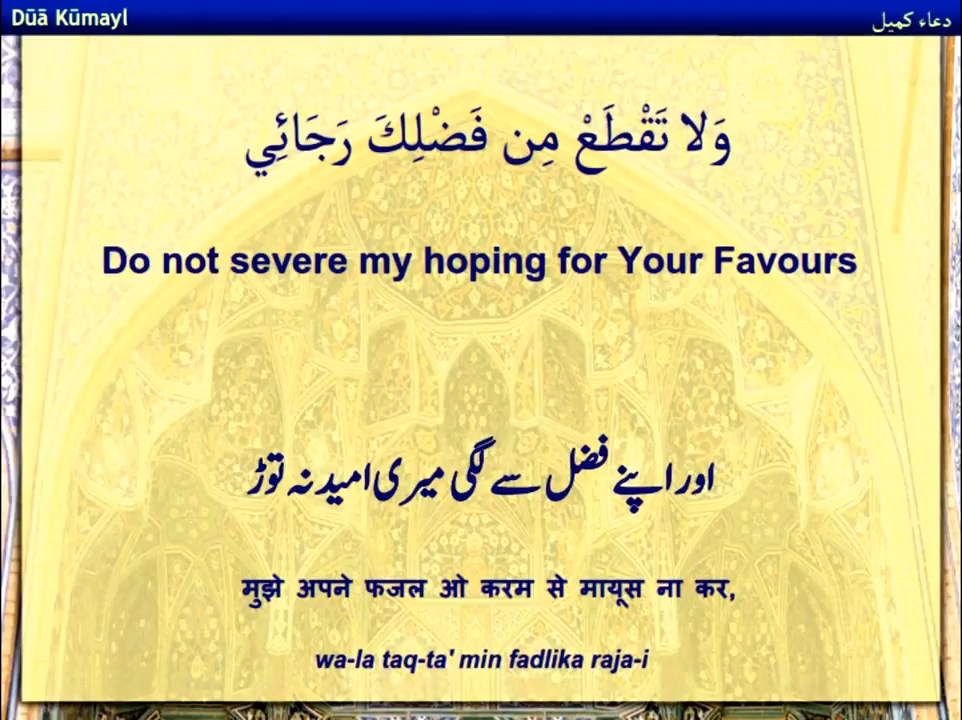 Dūā Kūmayl
دعاء كميل
وَلا تَقْطَعْ مِن فَضْلِكَ رَجَائِي
Do not severe my hoping for Your Favours
اور اپنے فضل سے لگی میری امید نہ توڑ
मुझे अपने फजल ओ करम से मायूस ना कर,
wa-la taq-ta' min fadlika raja-i